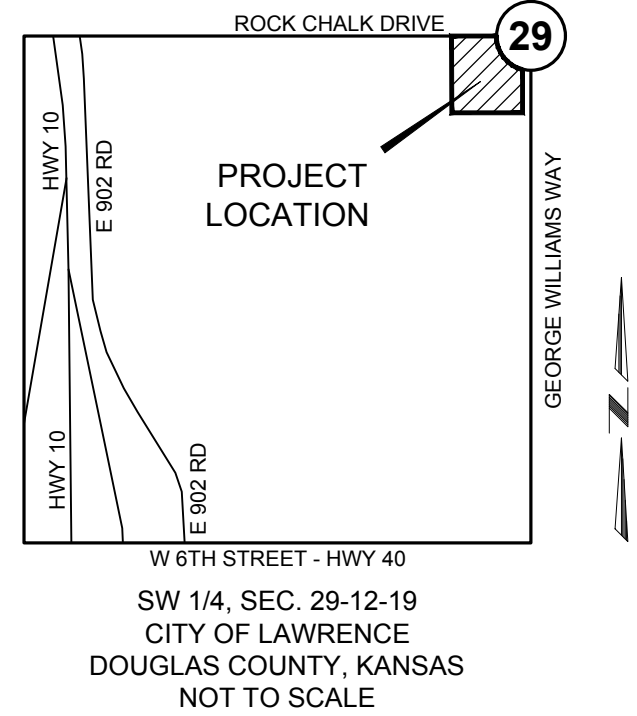 ROCK CHALK DRIVE
29
HWY 10
E 902 RD
PROJECT
LOCATION
GEORGE WILLIAMS WAY
N
HWY 10
E 902 RD
W 6TH STREET - HWY 40
SW 1/4, SEC. 29-12-19
CITY OF LAWRENCE
DOUGLAS COUNTY, KANSAS
NOT TO SCALE